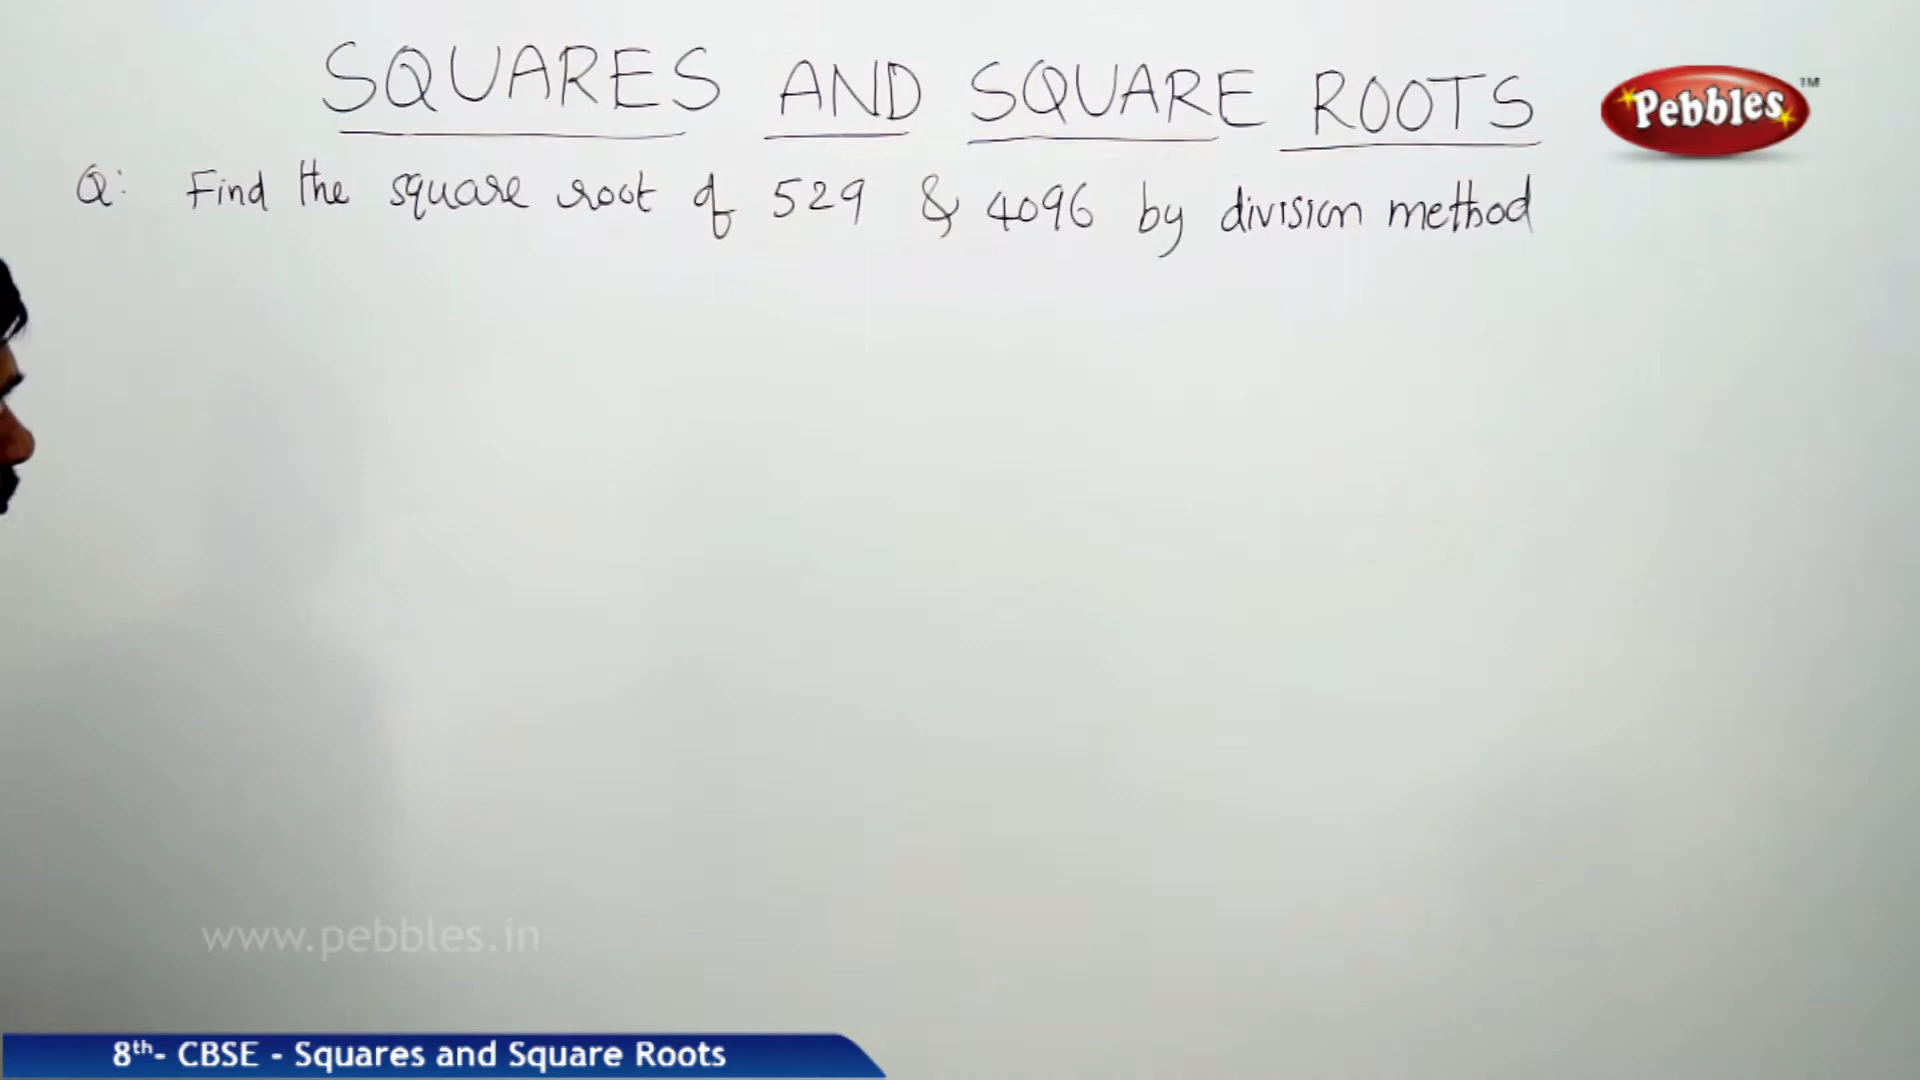 SQUARES AND SQUARE ROOTS
Pebbles™
Q: Find the square root of 529 & 4096 by division method
www.pebbles.in
8th- CBSE - Squares and Square Roots